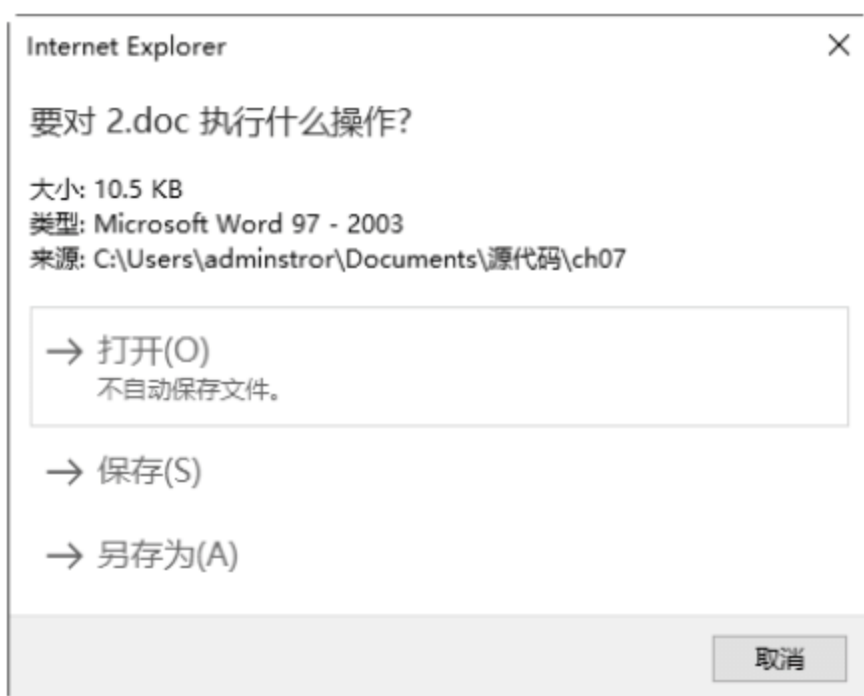 Internet Explorer
要对 2.doc 执行什么操作?
大小: 10.5 KB
类型: Microsoft Word 97 - 2003
来源: C:\Users\adminstror\Documents\源代码\ch07
→ 打开(O)
不自动保存文件。
→ 保存(S)
→ 另存为(A)
取消